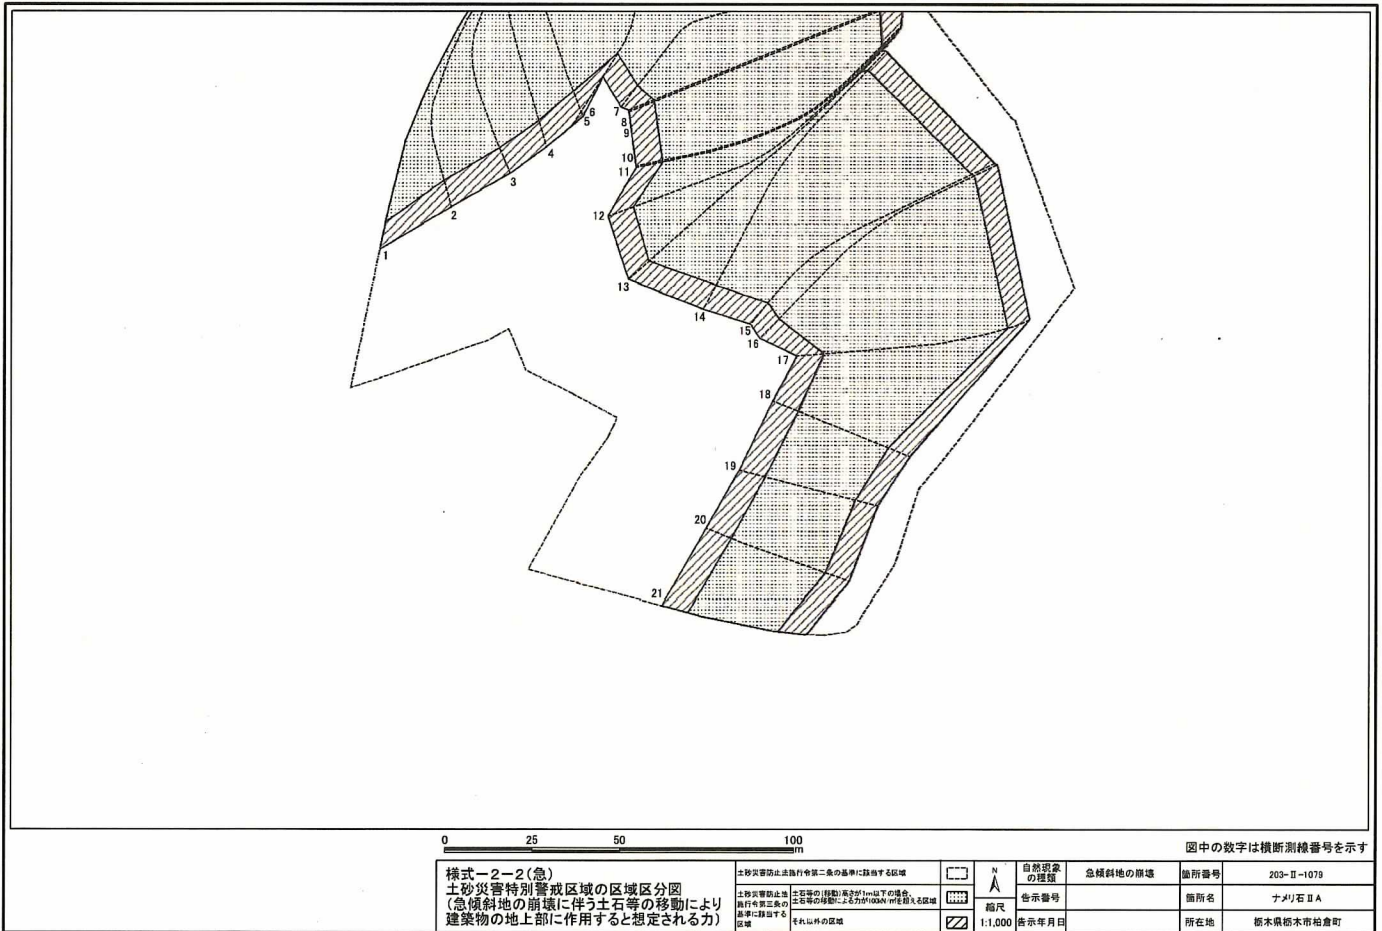 1
2
3
4
5
6
7
8
9
10
11
12
13
14
15
16
17
18
19
20
21
0 25 50 100
m
図中の数字は横断測線番号を示す
様式-2-2(急)
土砂災害特別警戒区域の区域区分図
(急傾斜地の崩壊に伴う土石等の移動により
建築物の地上部に作用すると想定される力)
土砂災害防止法施行令第二条の基準に該当する区域
土砂災害防止法
施行令第三条の
基準に該当する
区域
土石等の(移動)高さが1m以下の場合、
土石等の移動による力が100kN/㎡を超える区域
それ以外の区域
N
縮尺
1:1,000
自然現象
の種類
急傾斜地の崩壊
箇所番号
203-Ⅱ-1079
告示番号
箇所名
ナメリ石ⅡA
告示年月日
所在地
栃木県栃木市柏倉町